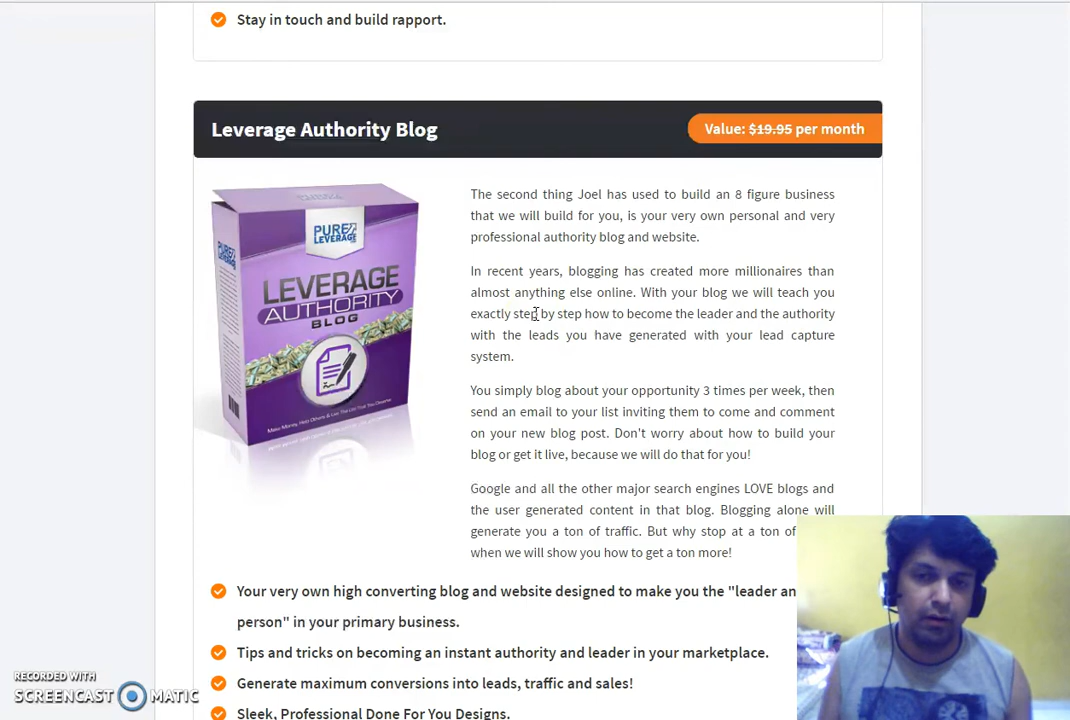 Stay in touch and build rapport.
Leverage Authority Blog
Value: $19.95 per month
PURE
LEVERAGE
LEVERAGE
AUTHORITY
BLOG
Make Money, Help Others & Live The Life That You Deserve
The second thing Joel has used to build an 8 figure business
that we will build for you, is your very own personal and very
professional authority blog and website.
In recent years, blogging has created more millionaires than
almost anything else online. With your blog we will teach you
exactly step by step how to become the leader and the authority
with the leads you have generated with your lead capture
system.
You simply blog about your opportunity 3 times per week, then
send an email to your list inviting them to come and comment
on your new blog post. Don't worry about how to build your
blog or get it live, because we will do that for you!
Google and all the other major search engines LOVE blogs and
the user generated content in that blog. Blogging alone will
generate you a ton of traffic. But why stop at a ton of
when we will show you how to get a ton more!
Your very own high converting blog and website designed to make you the "leader an
person" in your primary business.
Tips and tricks on becoming an instant authority and leader in your marketplace.
Generate maximum conversions into leads, traffic and sales!
Sleek, Professional Done For You Designs.
RECORDED WITH
SCREENCAST MATIC